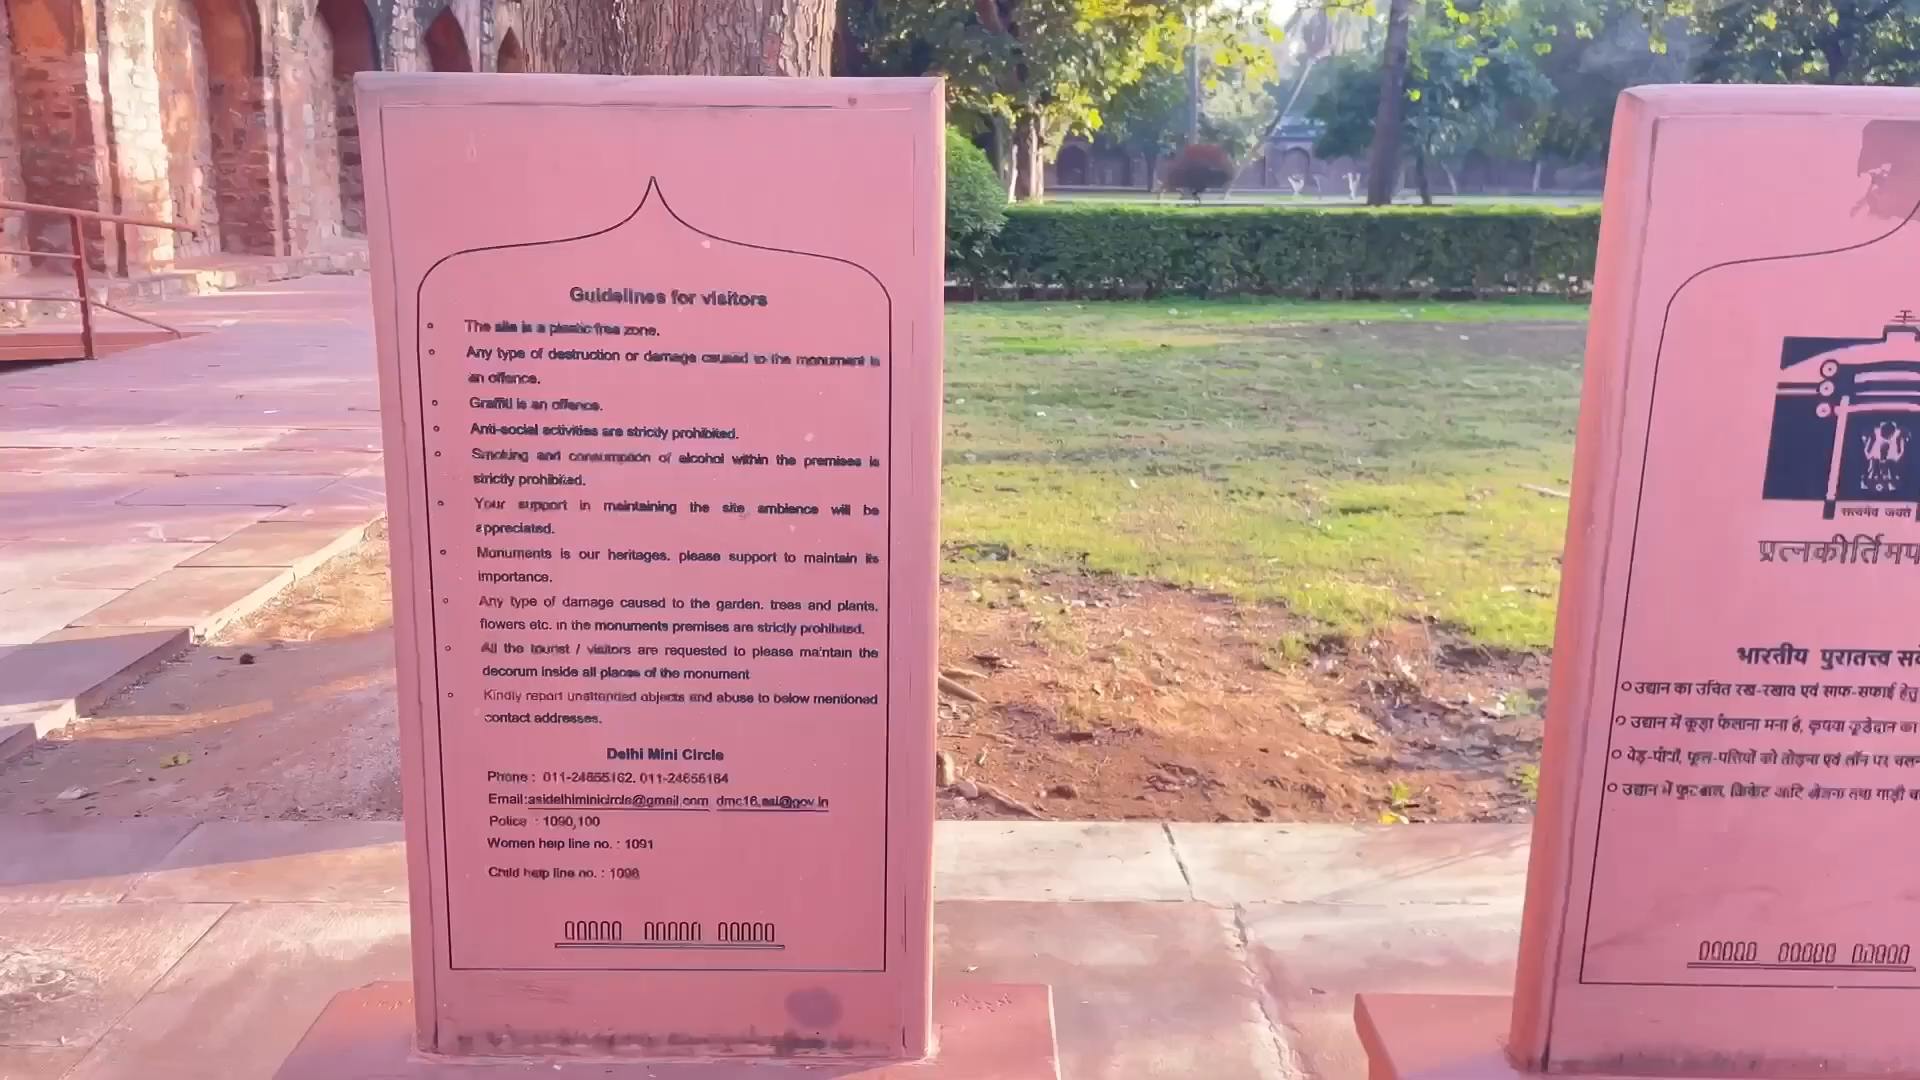 Guidelines for visitors
The site is a plastic free zone.
Any type of destruction or damage caused to the monument is
an offence.
Graffiti is an offence.
Anti-social activities are strictly prohibited.
Smoking and consumption of alcohol within the premises is
strictly prohibited.
Your support in maintaining the site ambience will be
appreciated.
Monuments is our heritages. please support to maintain its
importance.
Any type of damage caused to the garden. trees and plants.
flowers etc. in the monuments premises are strictly prohibited.
All the tourist / visitors are requested to please maintain the
decorum inside all places of the monument
Kindly report unattended objects and abuse to below mentioned
contact addresses.
Delhi Mini Circle
Phone : 011-24655162. 011-24655164
Email:asidelhiminicircle@gmail.com dmc16.asi@gov.in
Police : 1090,100
Women help line no. : 1091
Child help line no. : 1098
सत्यमेव जयते
प्रत्नकीर्तिमप
भारतीय पुरातत्त्व सर्व
उद्यान का उचित रख-रखाव एवं साफ-सफाई हेतु
उद्यान में कूड़ा फैलाना मना है, कृपया कूड़ेदान का
पेड़-पौधों, फूल-पत्तियों को तोड़ना एवं लॉन पर चल
उद्यान में फुटबाल, क्रिकेट आदि खेलना तथा गाड़ी